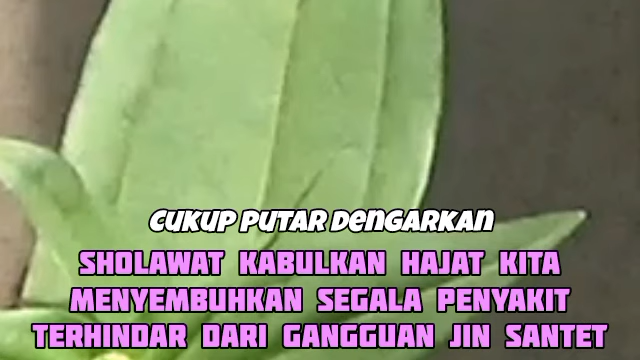 CUKUP PUTAR DENGARKAN
SHOLAWAT KABULKAN HAJAT KITA
MENYEMBUHKAN SEGALA PENYAKIT
TERHINDAR DARI GANGGUAN JIN SANTET